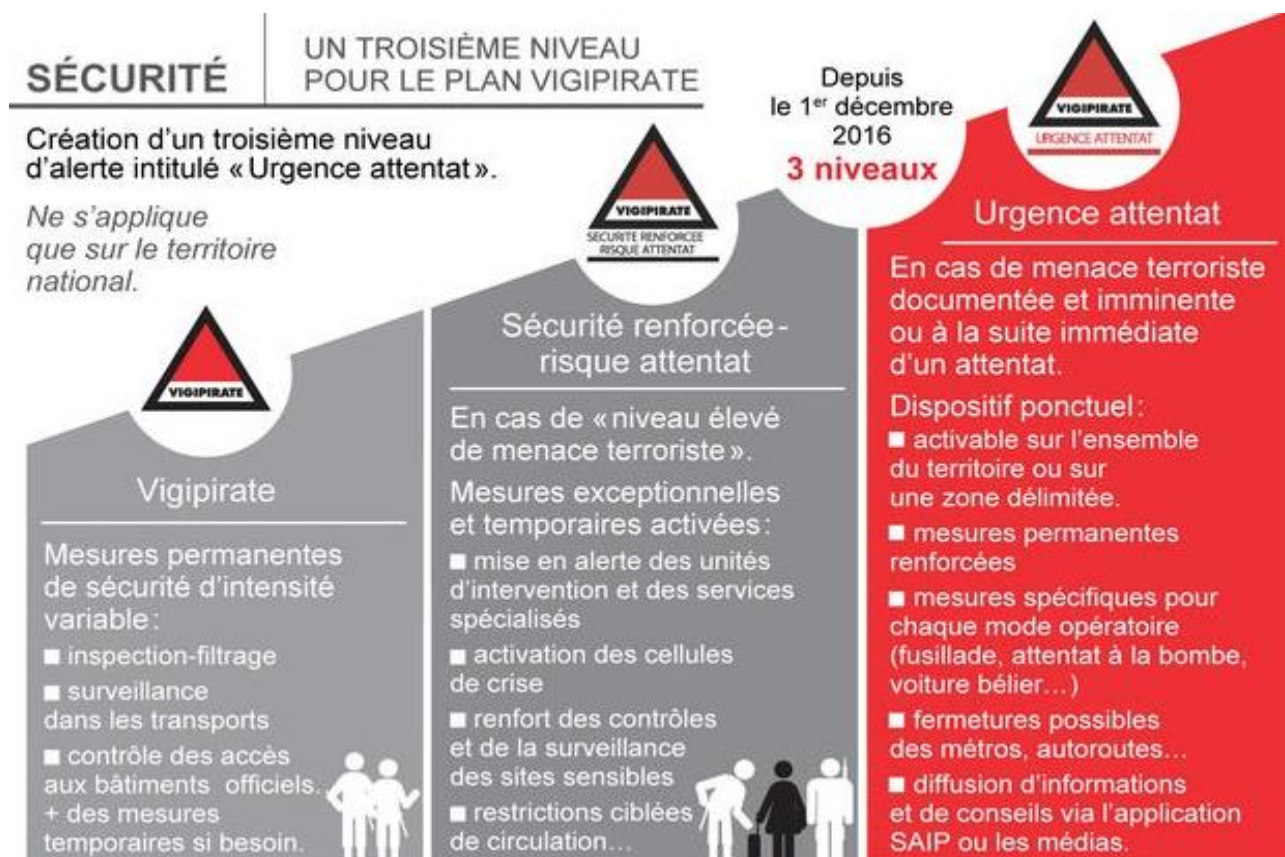 SÉCURITÉ
UN TROISIÈME NIVEAU
POUR LE PLAN VIGIPIRATE
Création d'un troisième niveau
d'alerte intitulé « Urgence attentat ».
Ne s'applique
que sur le territoire
national.
Depuis
le 1er décembre
2016
3 niveaux
VIGIPIRATE
Vigipirate
Mesures permanentes
de sécurité d'intensité
variable :
■ inspection-filtrage
■ surveillance
dans les transports
■ contrôle des accès
aux bâtiments officiels.
+ des mesures
temporaires si besoin.
VIGIPIRATE
SÉCURITÉ RENFORCÉE
RISQUE ATTENTAT
Sécurité renforcée-
risque attentat
En cas de « niveau élevé
de menace terroriste ».
Mesures exceptionnelles
et temporaires activées :
■ mise en alerte des unités
d'intervention et des services
spécialisés
■ activation des cellules
de crise
■ renfort des contrôles
et de la surveillance
des sites sensibles
■ restrictions ciblées
de circulation...
VIGIPIRATE
URGENCE ATTENTAT
Urgence attentat
En cas de menace terroriste
documentée et imminente
ou à la suite immédiate
d'un attentat.
Dispositif ponctuel :
■ activable sur l'ensemble
du territoire ou sur
une zone délimitée.
■ mesures permanentes
renforcées
■ mesures spécifiques pour
chaque mode opératoire
(fusillade, attentat à la bombe,
voiture bélier...)
■ fermetures possibles
des métros, autoroutes...
■ diffusion d'informations
et de conseils via l'application
SAIP ou les médias.